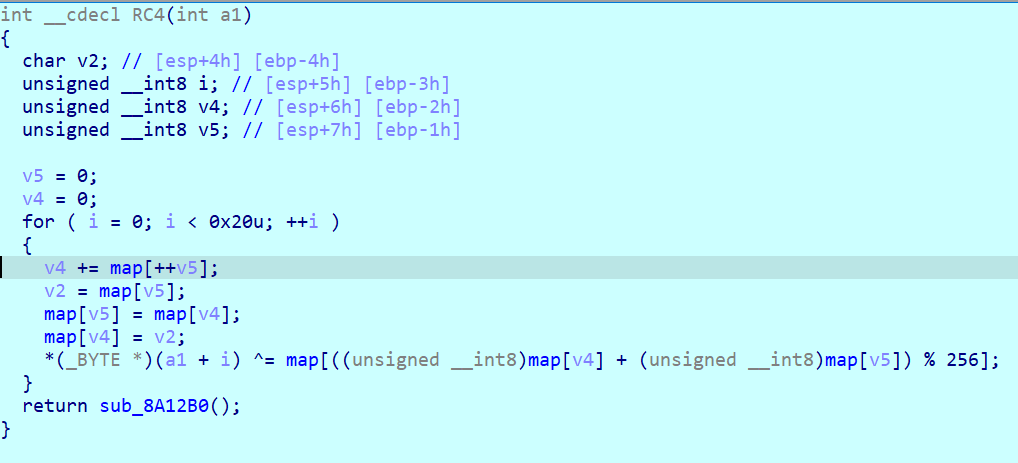 int __cdecl RC4(int a1)
{
  char v2; // [esp+4h] [ebp-4h]
  unsigned __int8 i; // [esp+5h] [ebp-3h]
  unsigned __int8 v4; // [esp+6h] [ebp-2h]
  unsigned __int8 v5; // [esp+7h] [ebp-1h]

  v5 = 0;
  v4 = 0;
  for ( i = 0; i < 0x20u; ++i )
  {
    v4 += map[++v5];
    v2 = map[v5];
    map[v5] = map[v4];
    map[v4] = v2;
    *(_BYTE *)(a1 + i) ^= map[((unsigned __int8)map[v4] + (unsigned __int8)map[v5]) % 256];
  }
  return sub_8A12B0();
}